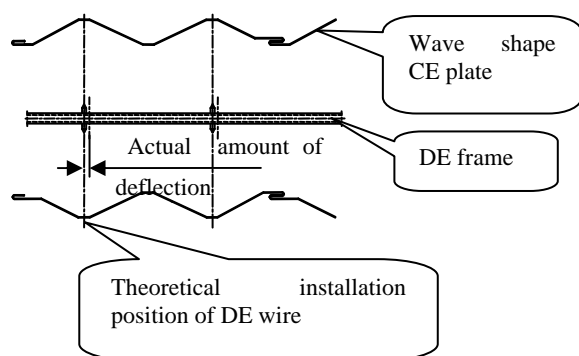 Wave shape
CE plate
Actual amount of
deflection
DE frame
Theoretical installation
position of DE wire